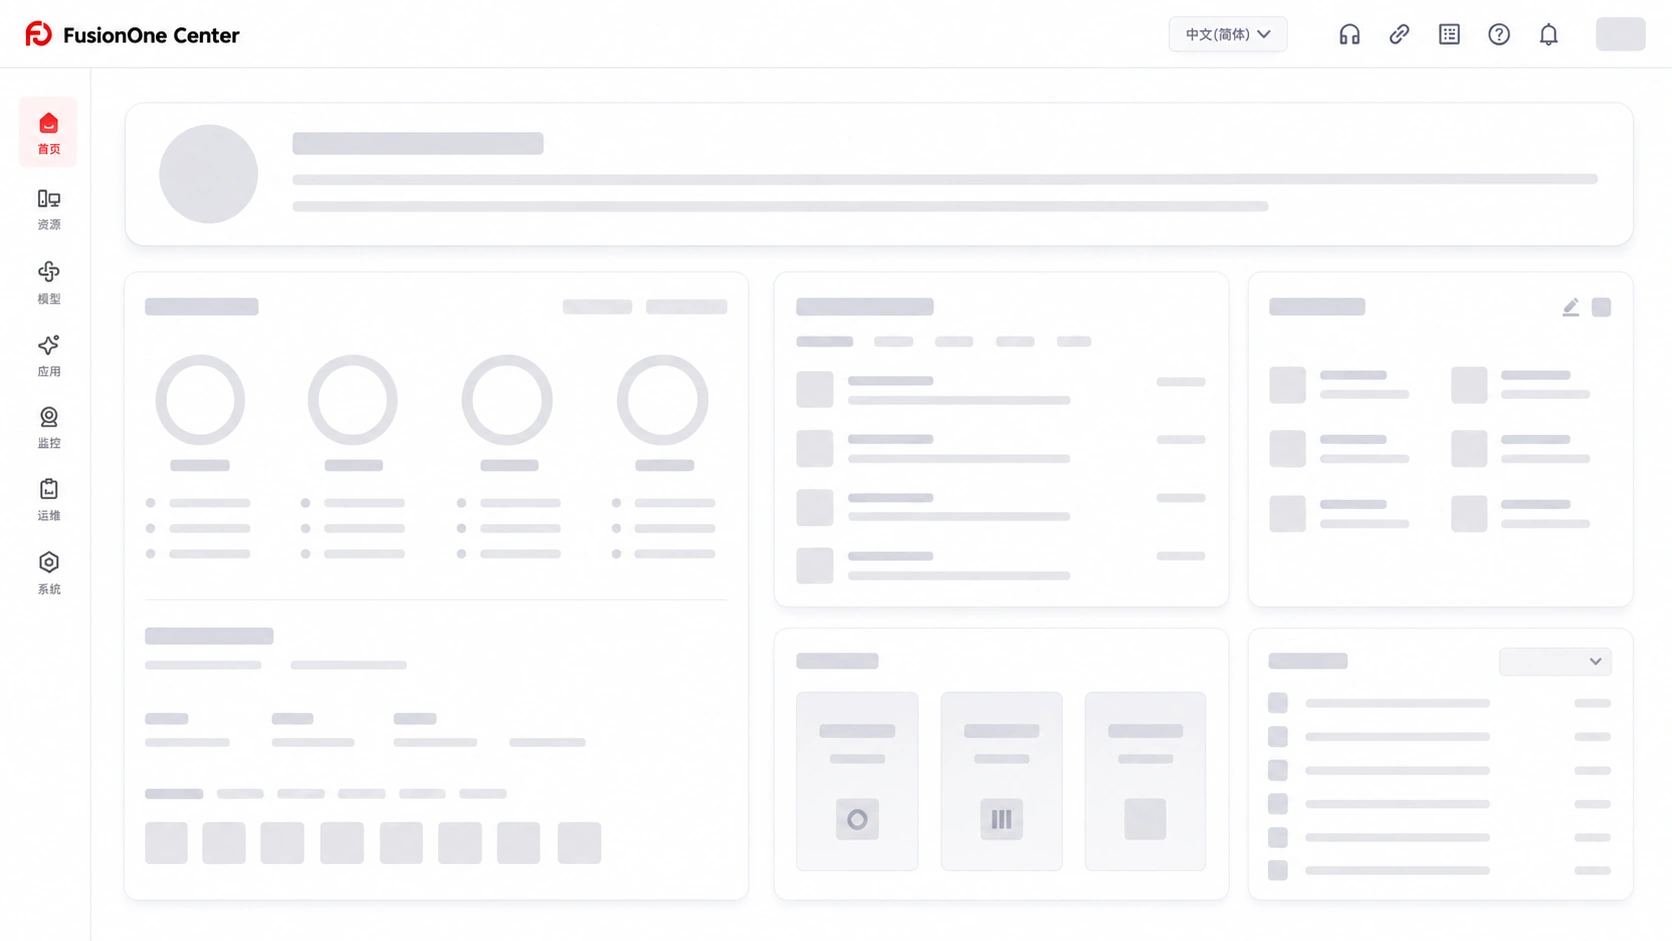 FusionOne Center
中文(简体)
首页
资源
模型
应用
监控
运维
系统